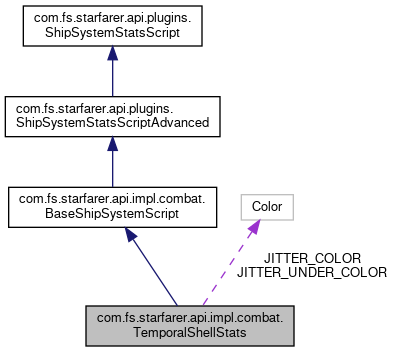 com.fs.starfarer.api.plugins.
ShipSystemStatsScript
com.fs.starfarer.api.plugins.
ShipSystemStatsScriptAdvanced
com.fs.starfarer.api.impl.combat.
BaseShipSystemScript
Color
JITTER_COLOR
JITTER_UNDER_COLOR
com.fs.starfarer.api.impl.combat.
TemporalShellStats